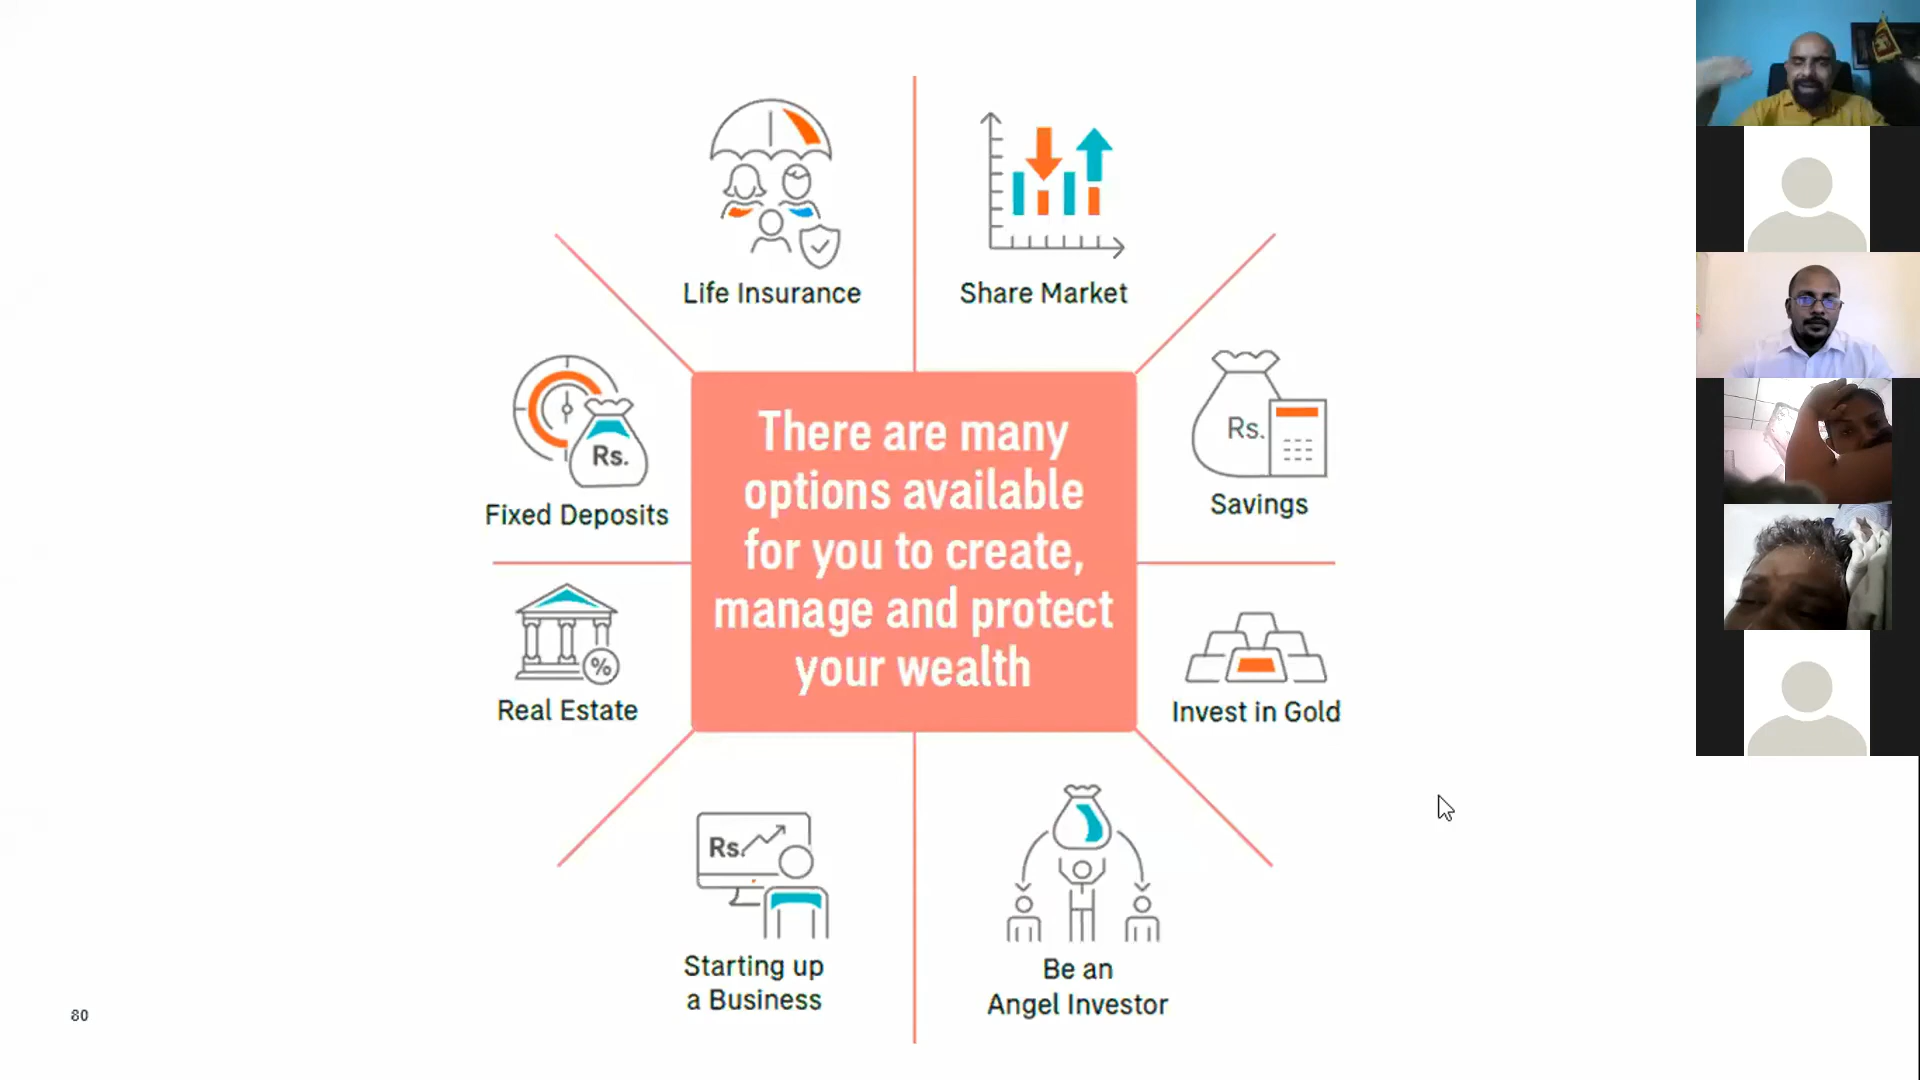 Life Insurance
Share Market
Rs.
Fixed Deposits
Rs.
Savings
There are many
options available
for you to create,
manage and protect
your wealth
%
Real Estate
Invest in Gold
Rs.
Starting up
a Business
Be an
Angel Investor
80